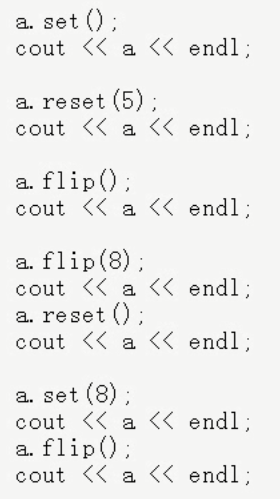 a.set();
cout << a << endl;
a.reset(5);
cout << a << endl;
a.flip();
cout << a << endl;
a.flip(8);
cout << a << endl;
a.reset();
cout << a << endl;
a.set(8);
cout << a << endl;
a.flip();
cout << a << endl;